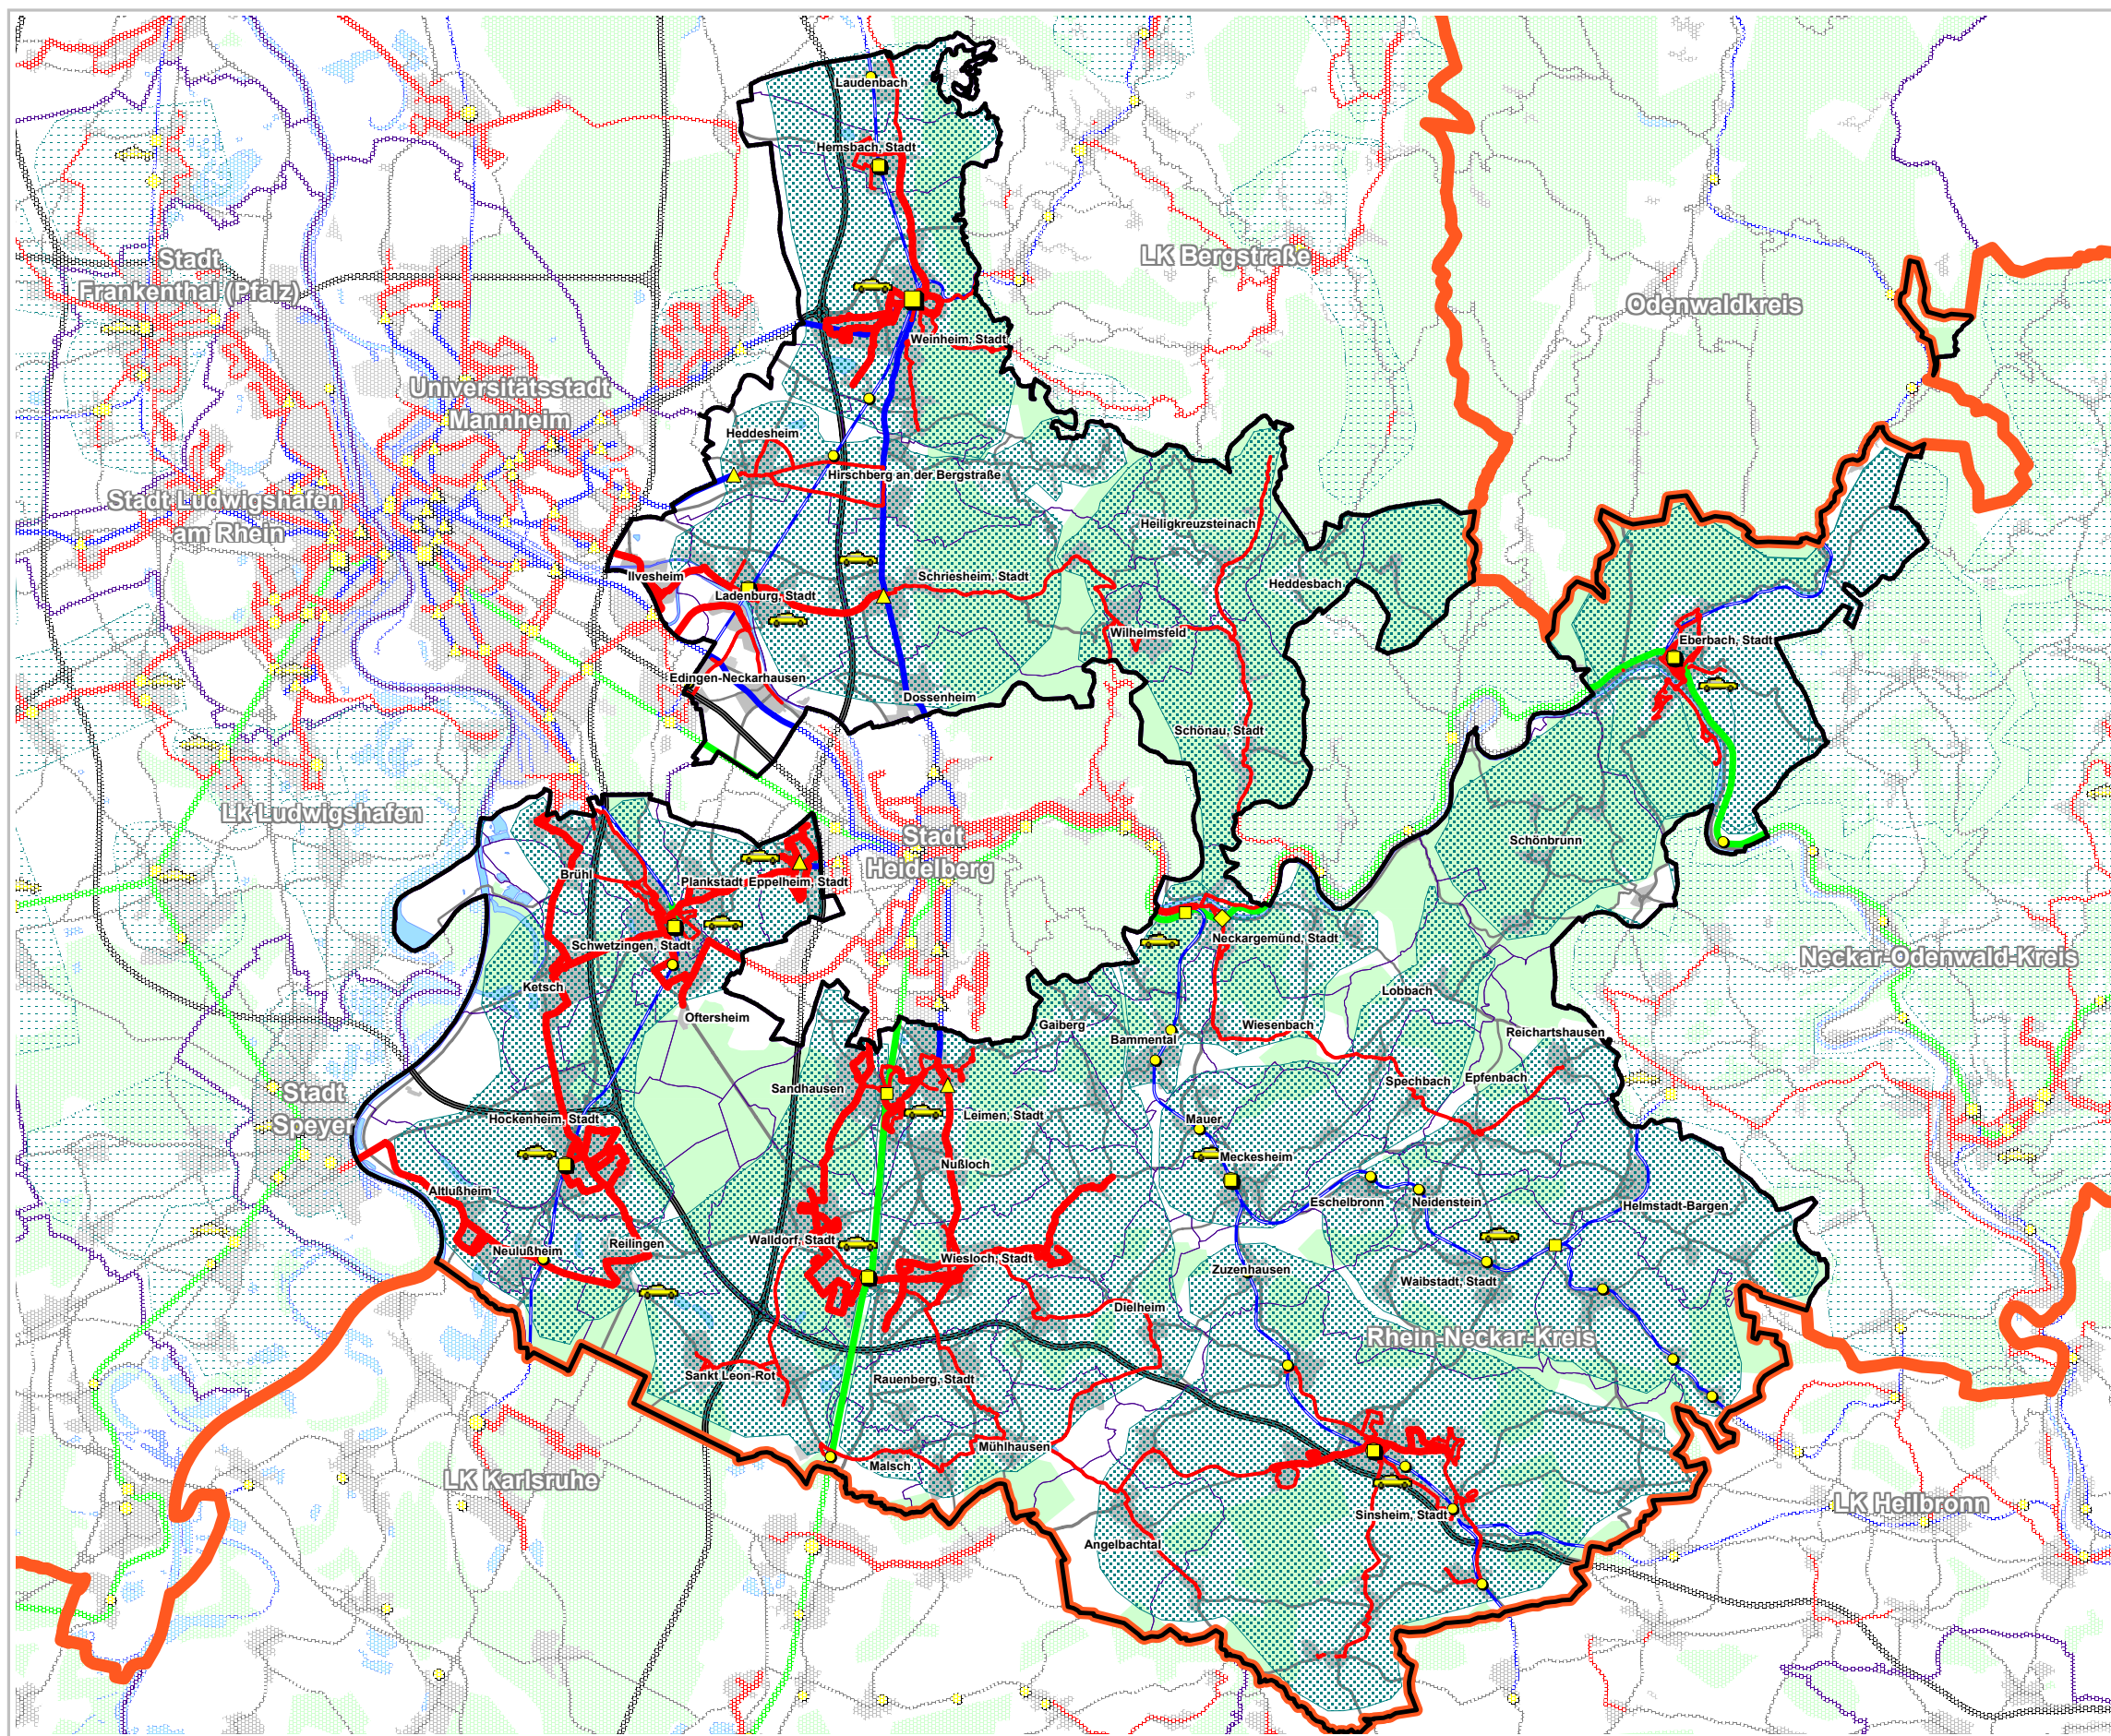 Laudenbach
Hemsbach, Stadt
LK Bergstraße
Stadt
Frankenthal (Pfalz)
Odenwaldkreis
Weinheim, Stadt
Universitätsstadt
Mannheim
Heddesheim
Hirschberg an der Bergstraße
Stadt Ludwigshafen
am Rhein
Heiligkreuzsteinach
Ilvesheim
Schriesheim, Stadt
Heddesbach
Ladenburg, Stadt
Wilhelmsfeld
Eberbach, Stadt
Edingen-Neckarhausen
Dossenheim
Schönau, Stadt
Lk Ludwigshafen
Stadt
Heidelberg
Schönbrunn
Brühl
Plankstadt
Eppelheim, Stadt
Schwetzingen, Stadt
Neckargemünd, Stadt
Neckar-Odenwald-Kreis
Ketsch
Lobbach
Oftersheim
Gaiberg
Wiesenbach
Reichartshausen
Bammental
Sandhausen
Spechbach
Epfenbach
Stadt
Speyer
Hockenheim, Stadt
Leimen, Stadt
Mauer
Nußloch
Meckesheim
Altlußheim
Eschelbronn
Neidenstein
Helmstadt-Bargen
Neulußheim
Reilingen
Walldorf, Stadt
Wiesloch, Stadt
Zuzenhausen
Waibstadt, Stadt
Dielheim
Rhein-Neckar-Kreis
Sankt Leon-Rot
Rauenberg, Stadt
Mühlhausen
Malsch
LK Karlsruhe
LK Heilbronn
Sinsheim, Stadt
Angelbachtal